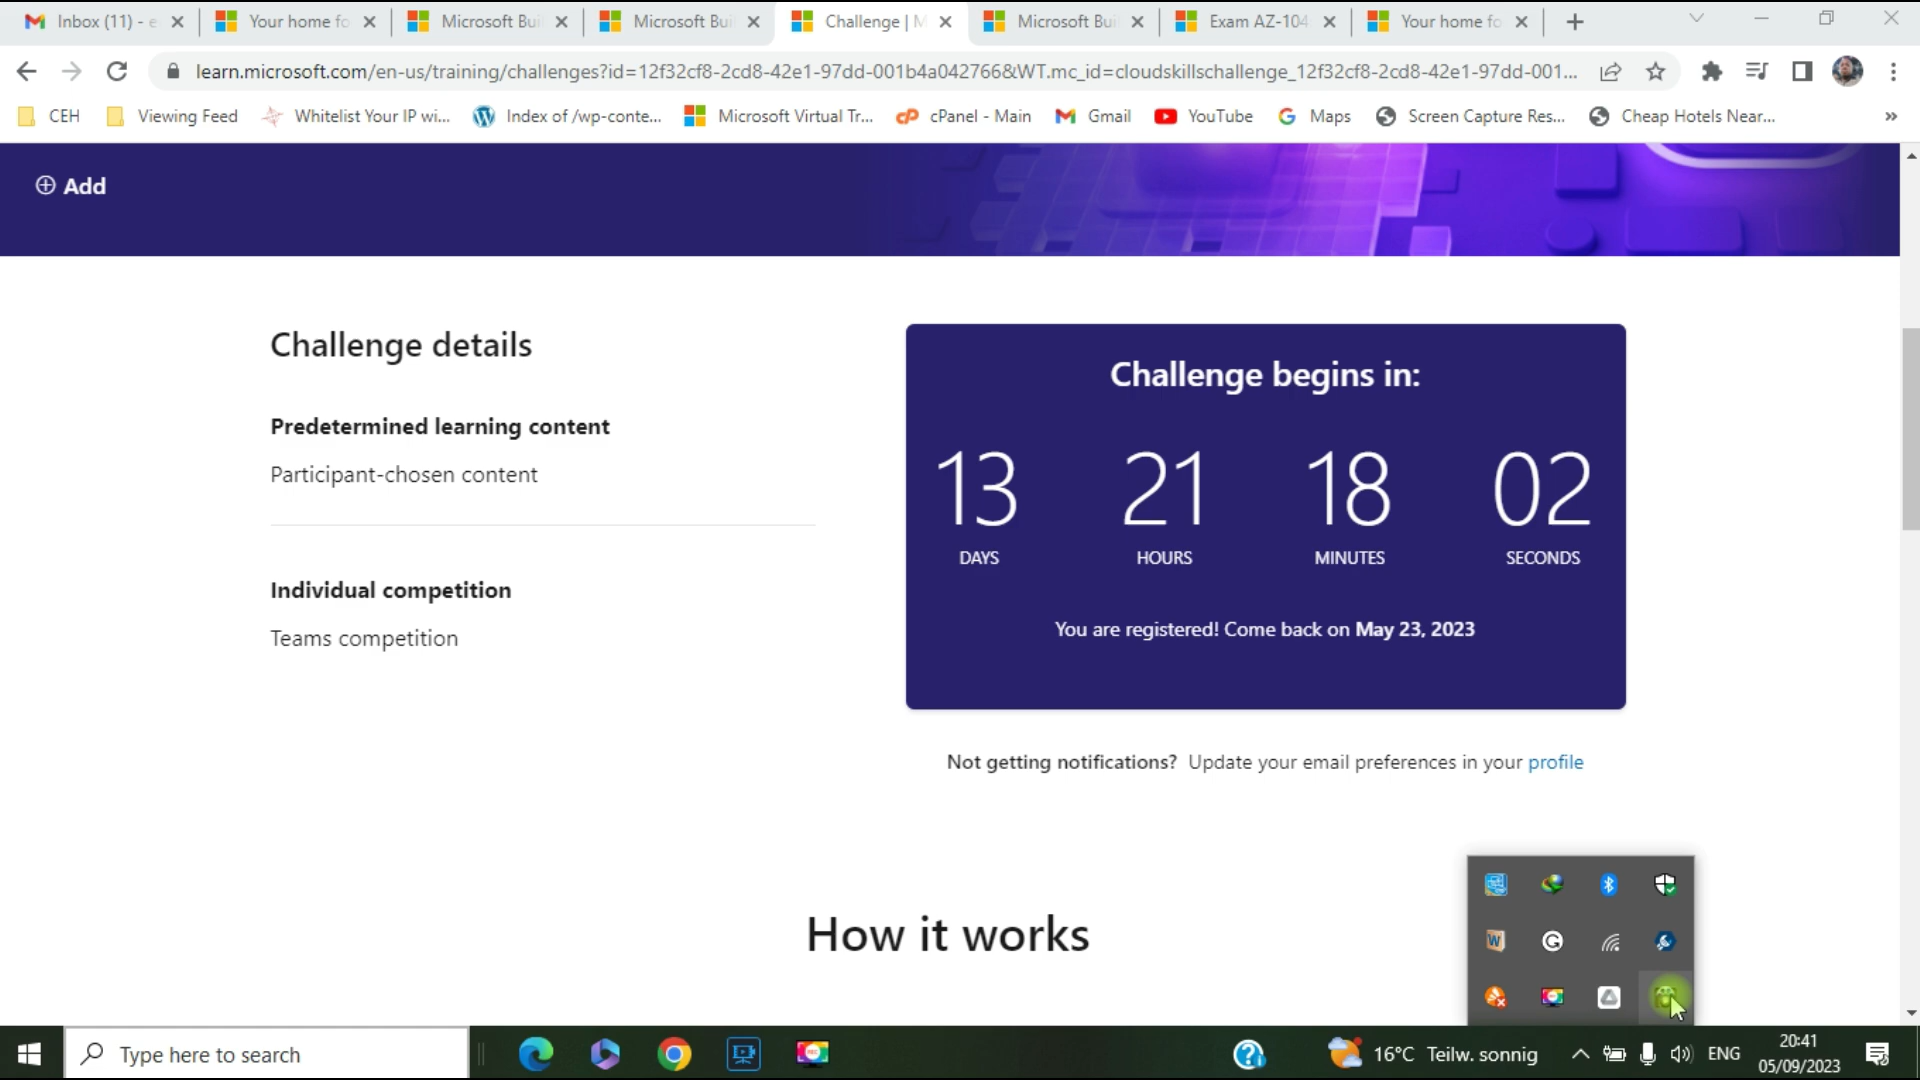 Inbox (11) - e
Your home fo
Microsoft Bui
Microsoft Bui
Challenge | M
Microsoft Bui
Exam AZ-104
Your home fo
learn.microsoft.com/en-us/training/challenges?id=12f32cf8-2cd8-42e1-97dd-001b4a042766&WT.mc_id=cloudskillschallenge_12f32cf8-2cd8-42e1-97dd-001...
CEH
Viewing Feed
Whitelist Your IP wi...
Index of /wp-conte...
Microsoft Virtual Tr...
cPanel - Main
Gmail
YouTube
Maps
Screen Capture Res...
Cheap Hotels Near...
»
Add
Challenge details
Predetermined learning content
Participant-chosen content
Individual competition
Teams competition
Challenge begins in:
13 21 18 02
DAYS HOURS MINUTES SECONDS
You are registered! Come back on May 23, 2023
Not getting notifications? Update your email preferences in your profile
How it works
Type here to search
16°C Teilw. sonnig
ENG
20:41
05/09/2023